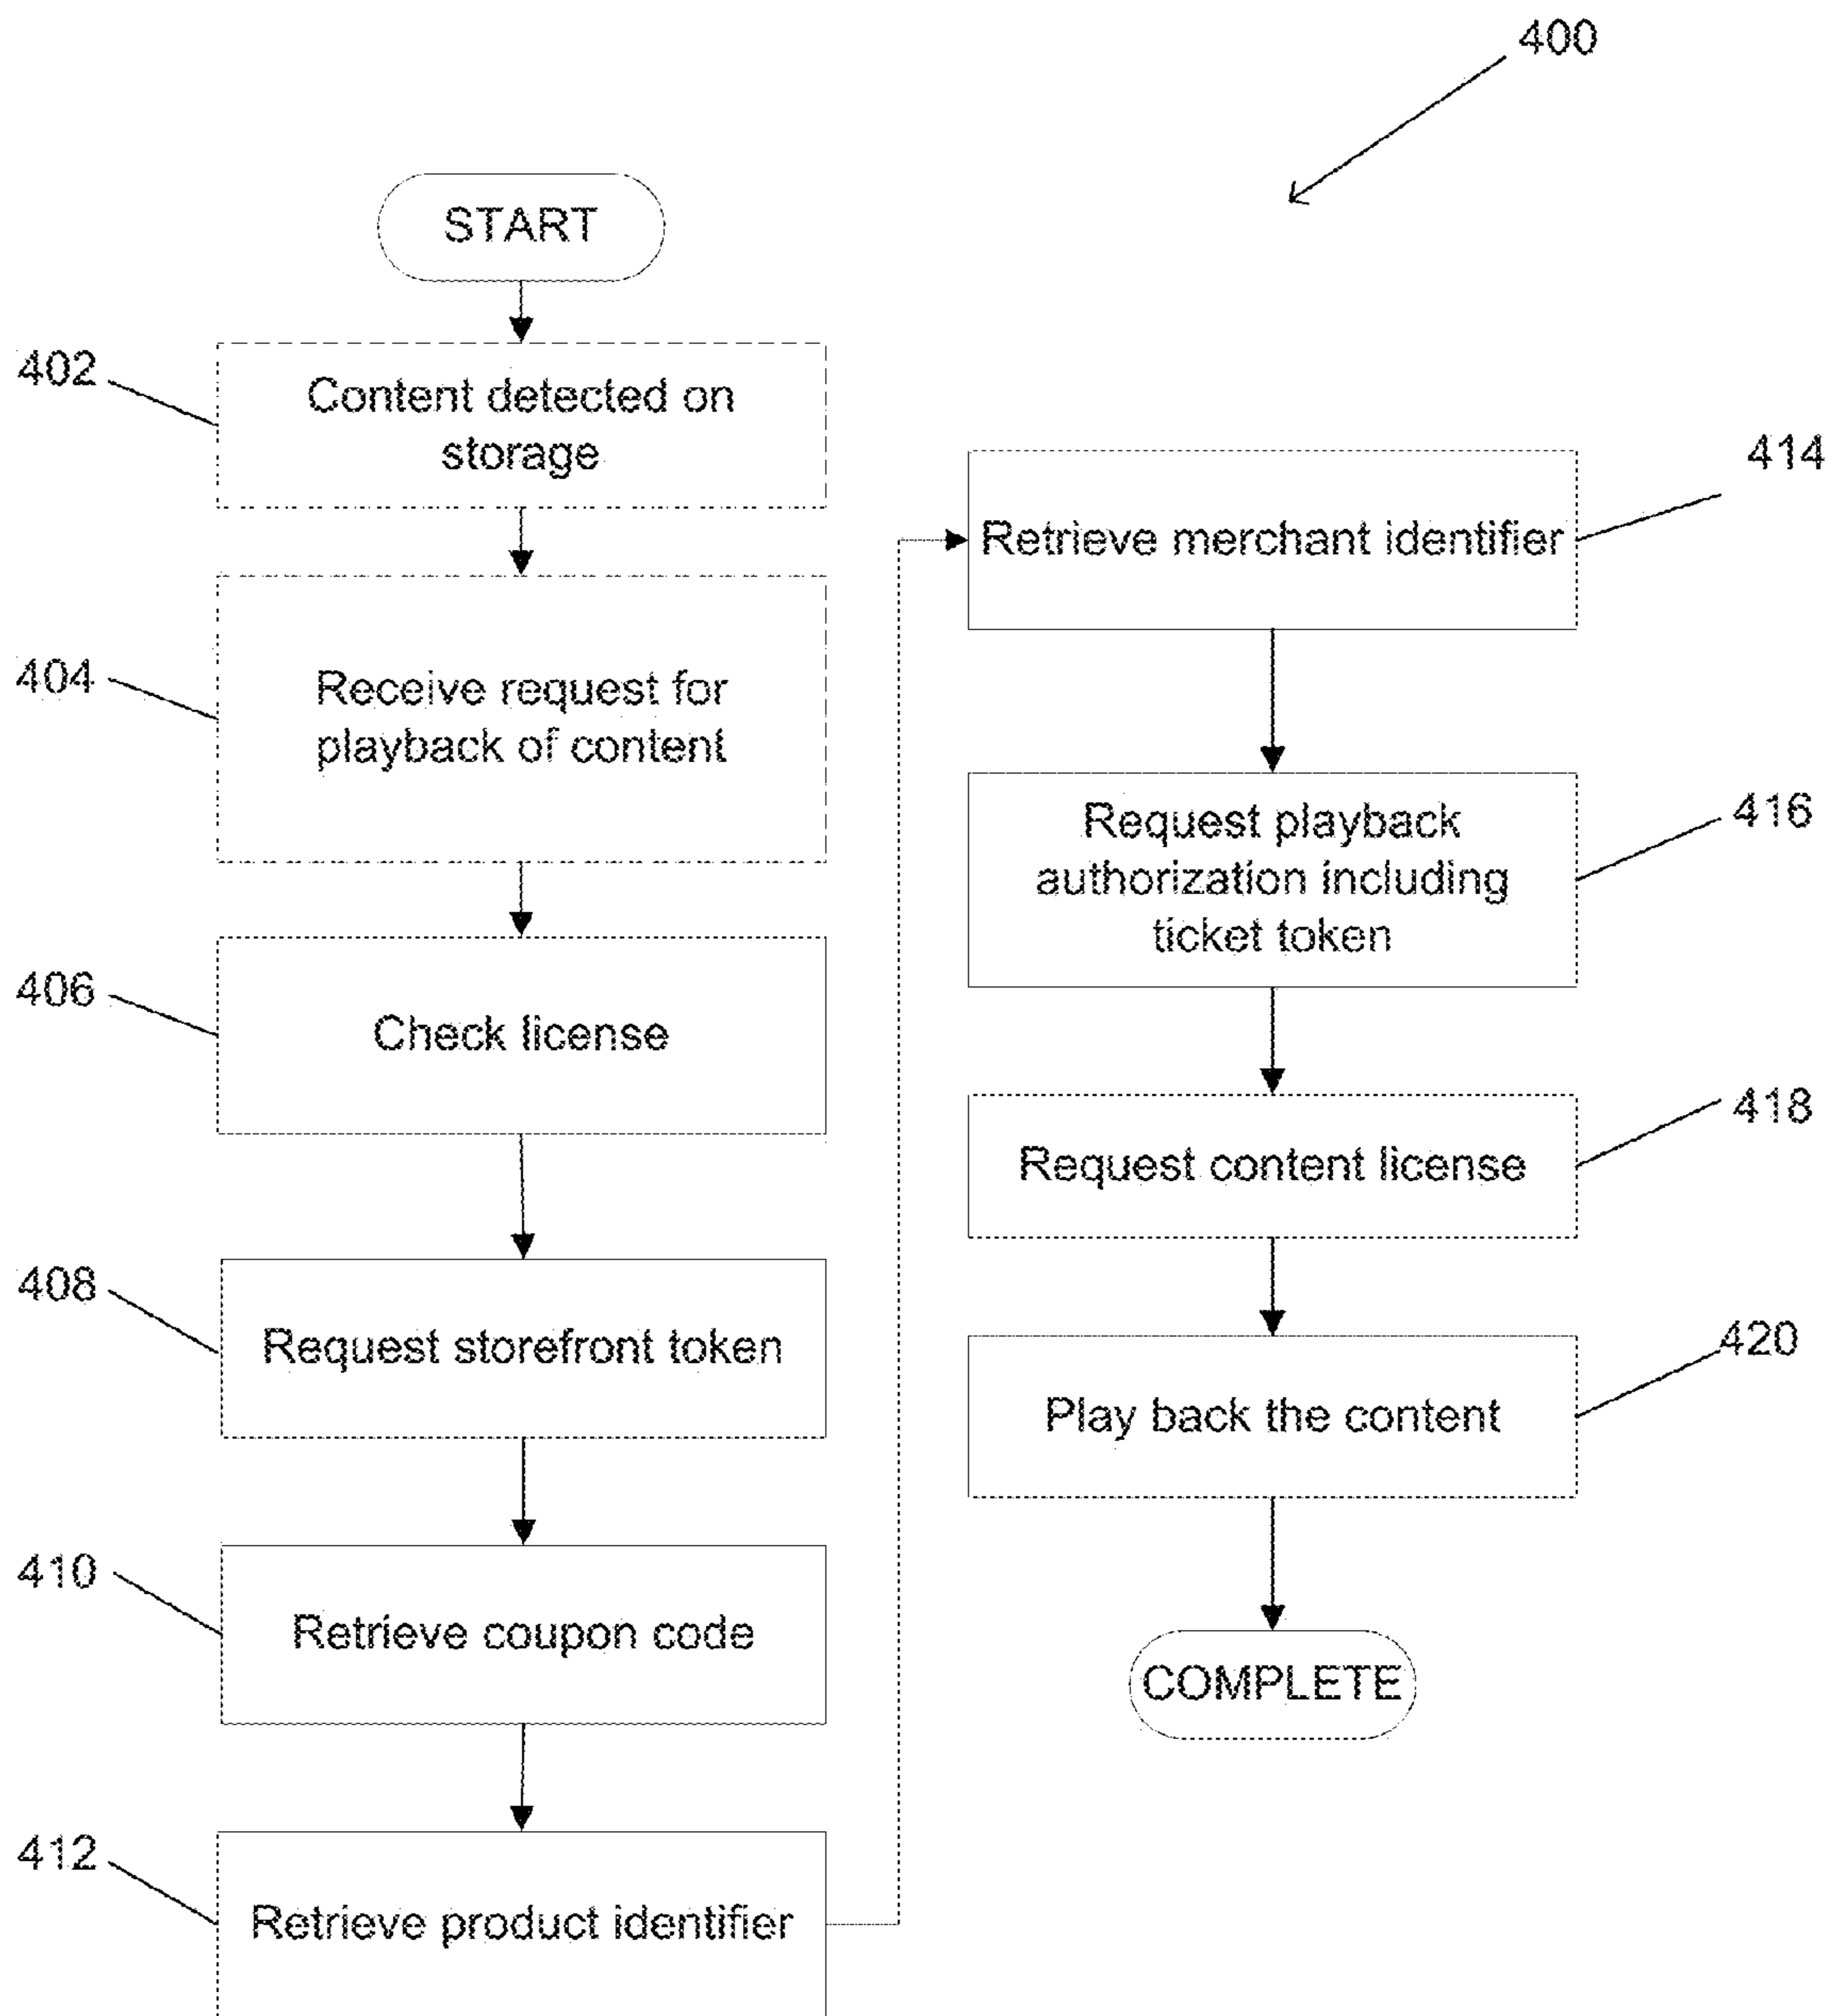 400
START
402
Content detected on
storage
404
Receive request for
playback of content
406
Check license
408
Request storefront token
410
Retrieve coupon code
412
Retrieve product identifier
414
Retrieve merchant identifier
416
Request playback
authorization including
ticket token
418
Request content license
420
Play back the content
COMPLETE